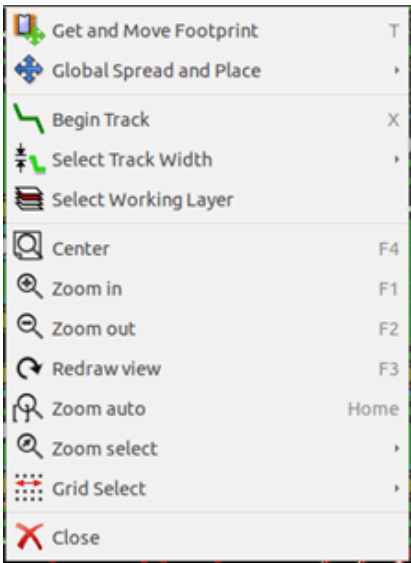 Get and Move Footprint T
Global Spread and Place
Begin Track X
Select Track Width
Select Working Layer
Center F4
Zoom in F1
Zoom out F2
Redraw view F3
Zoom auto Home
Zoom select
Grid Select
Close